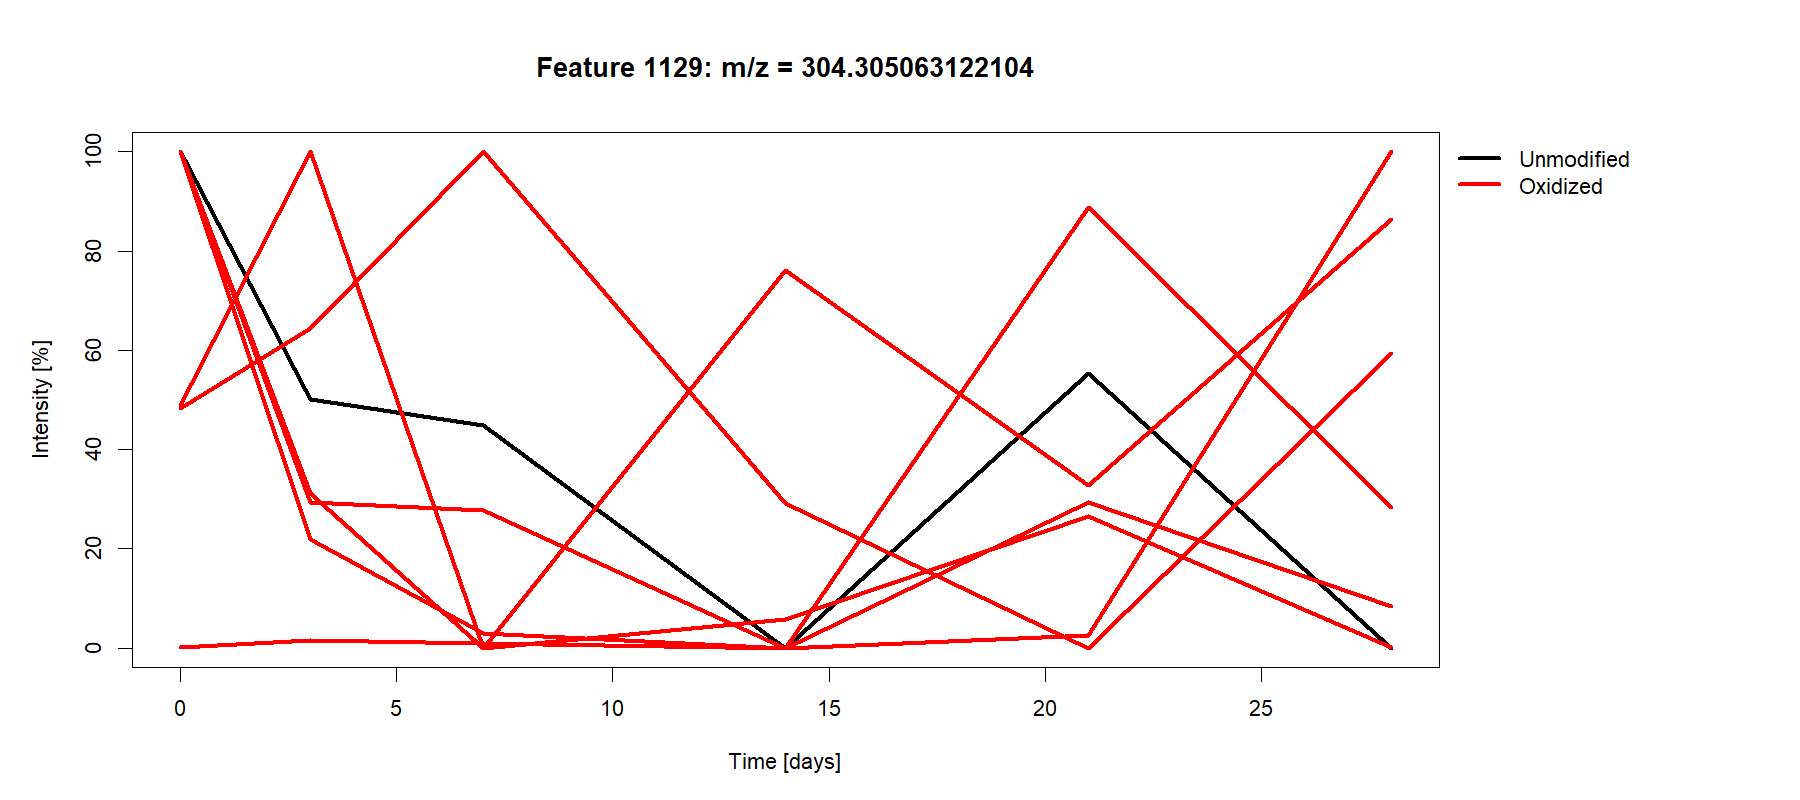 Feature 1129: m/z = 304.305063122104
Unmodified
Oxidized
Intensity [%]
100
80
60
40
20
0
0 5 10 15 20 25
Time [days]